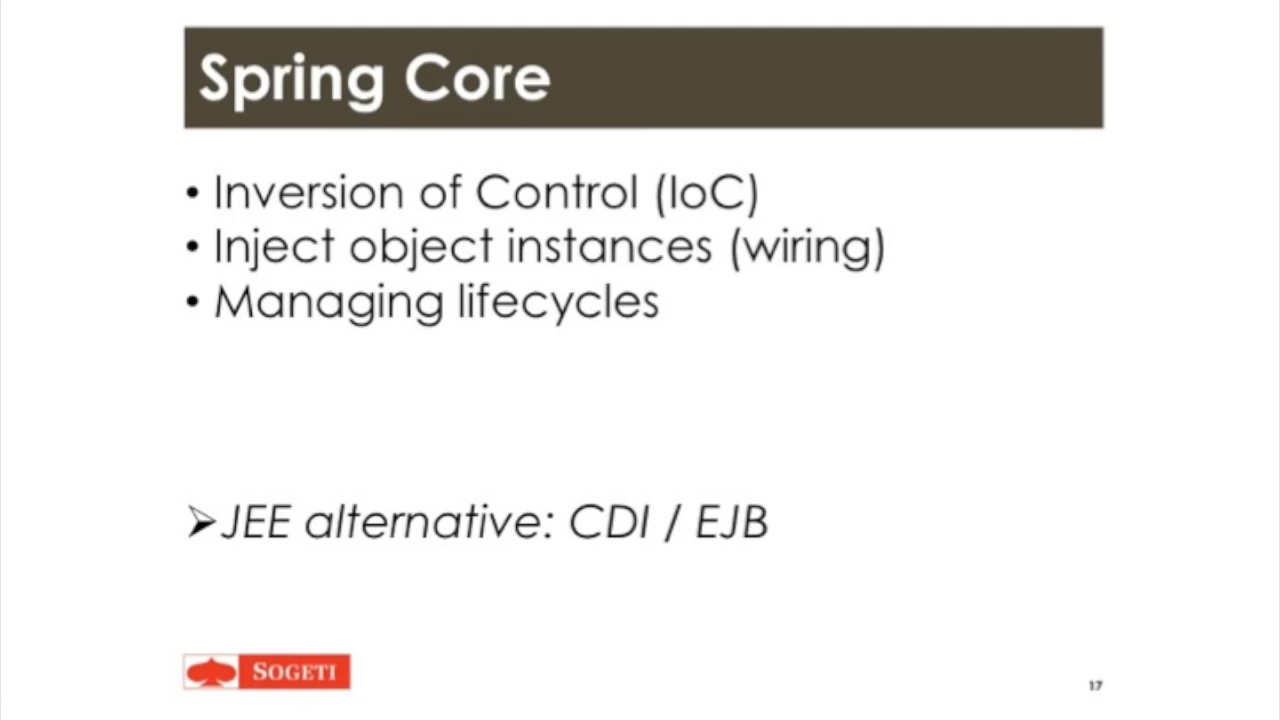 Spring Core
• Inversion of Control (IoC)
• Inject object instances (wiring)
• Managing lifecycles
➢JEE alternative: CDI / EJB
SOGETI
17